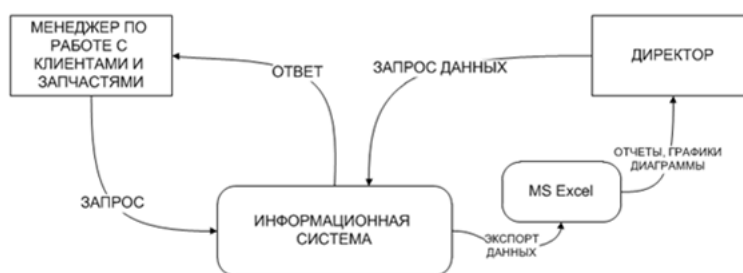 МЕНЕДЖЕР ПО
РАБОТЕ С
КЛИЕНТАМИ И
ЗАПЧАСТЯМИ
ОТВЕТ
ЗАПРОС ДАННЫХ
ДИРЕКТОР
ОТЧЕТЫ, ГРАФИКИ
ДИАГРАММЫ
MS Excel
ЗАПРОС
ИНФОРМАЦИОННАЯ
СИСТЕМА
ЭКСПОРТ
ДАННЫХ